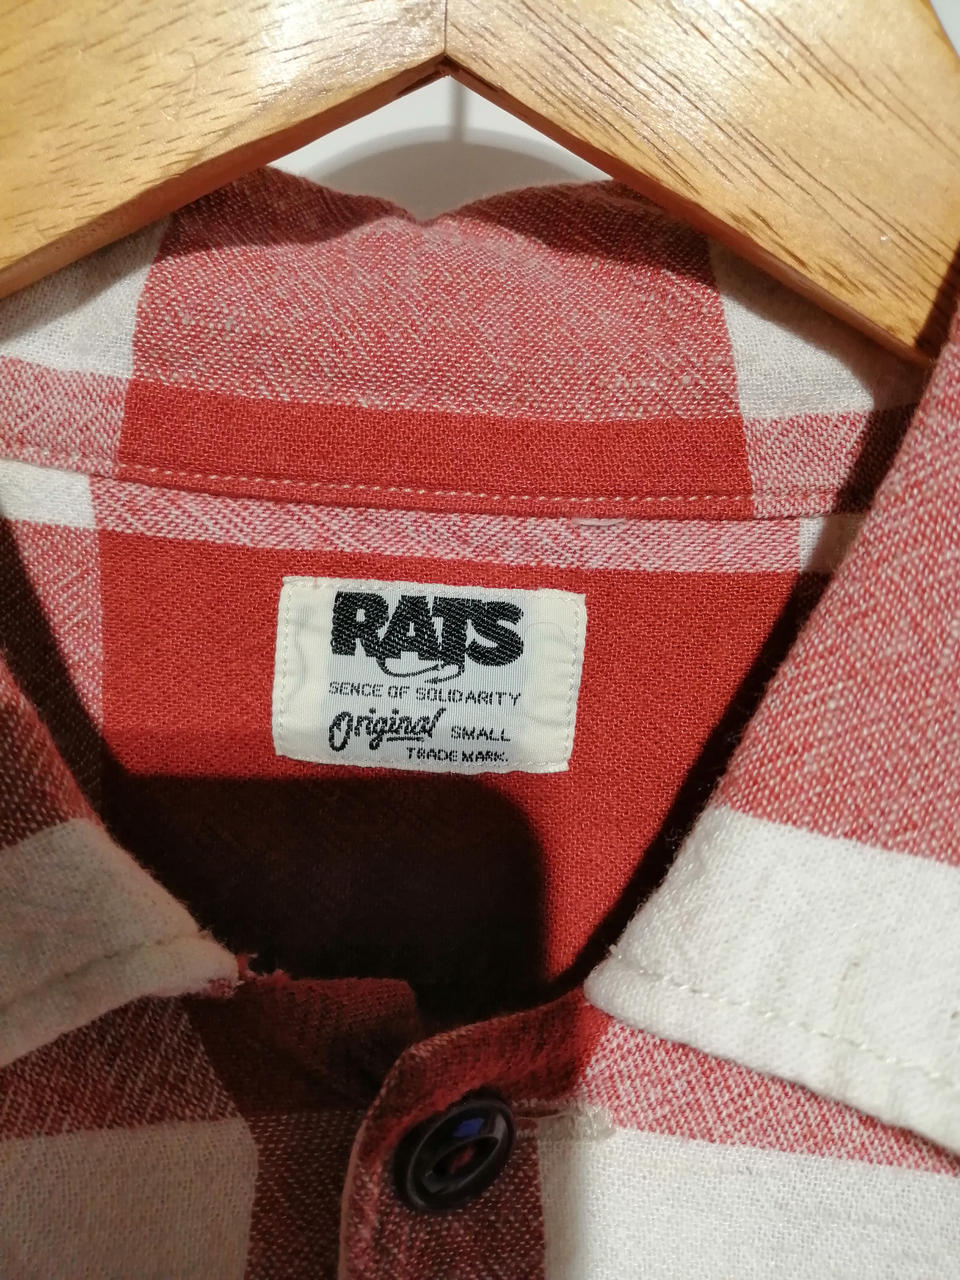 RATS
SENCE OF SOLIDARITY
Original SMALL
TRADE MARK.